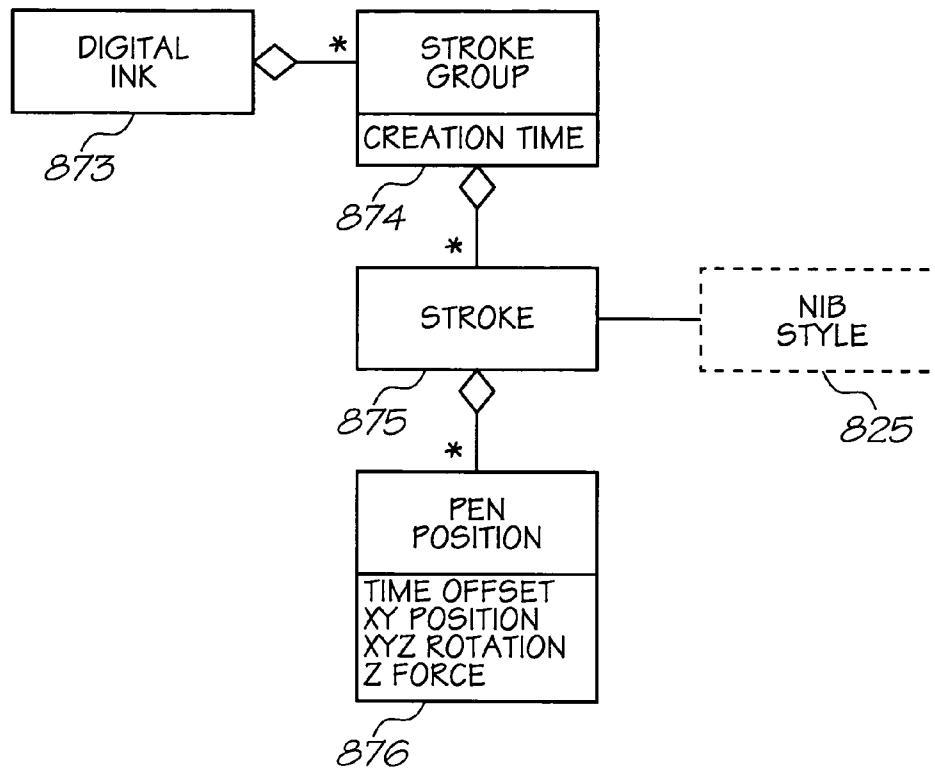 DIGITAL
INK
873
*
STROKE
GROUP
CREATION TIME
874
*
STROKE
875
NIB
STYLE
825
*
PEN
POSITION
TIME OFFSET
XY POSITION
XYZ ROTATION
Z FORCE
876